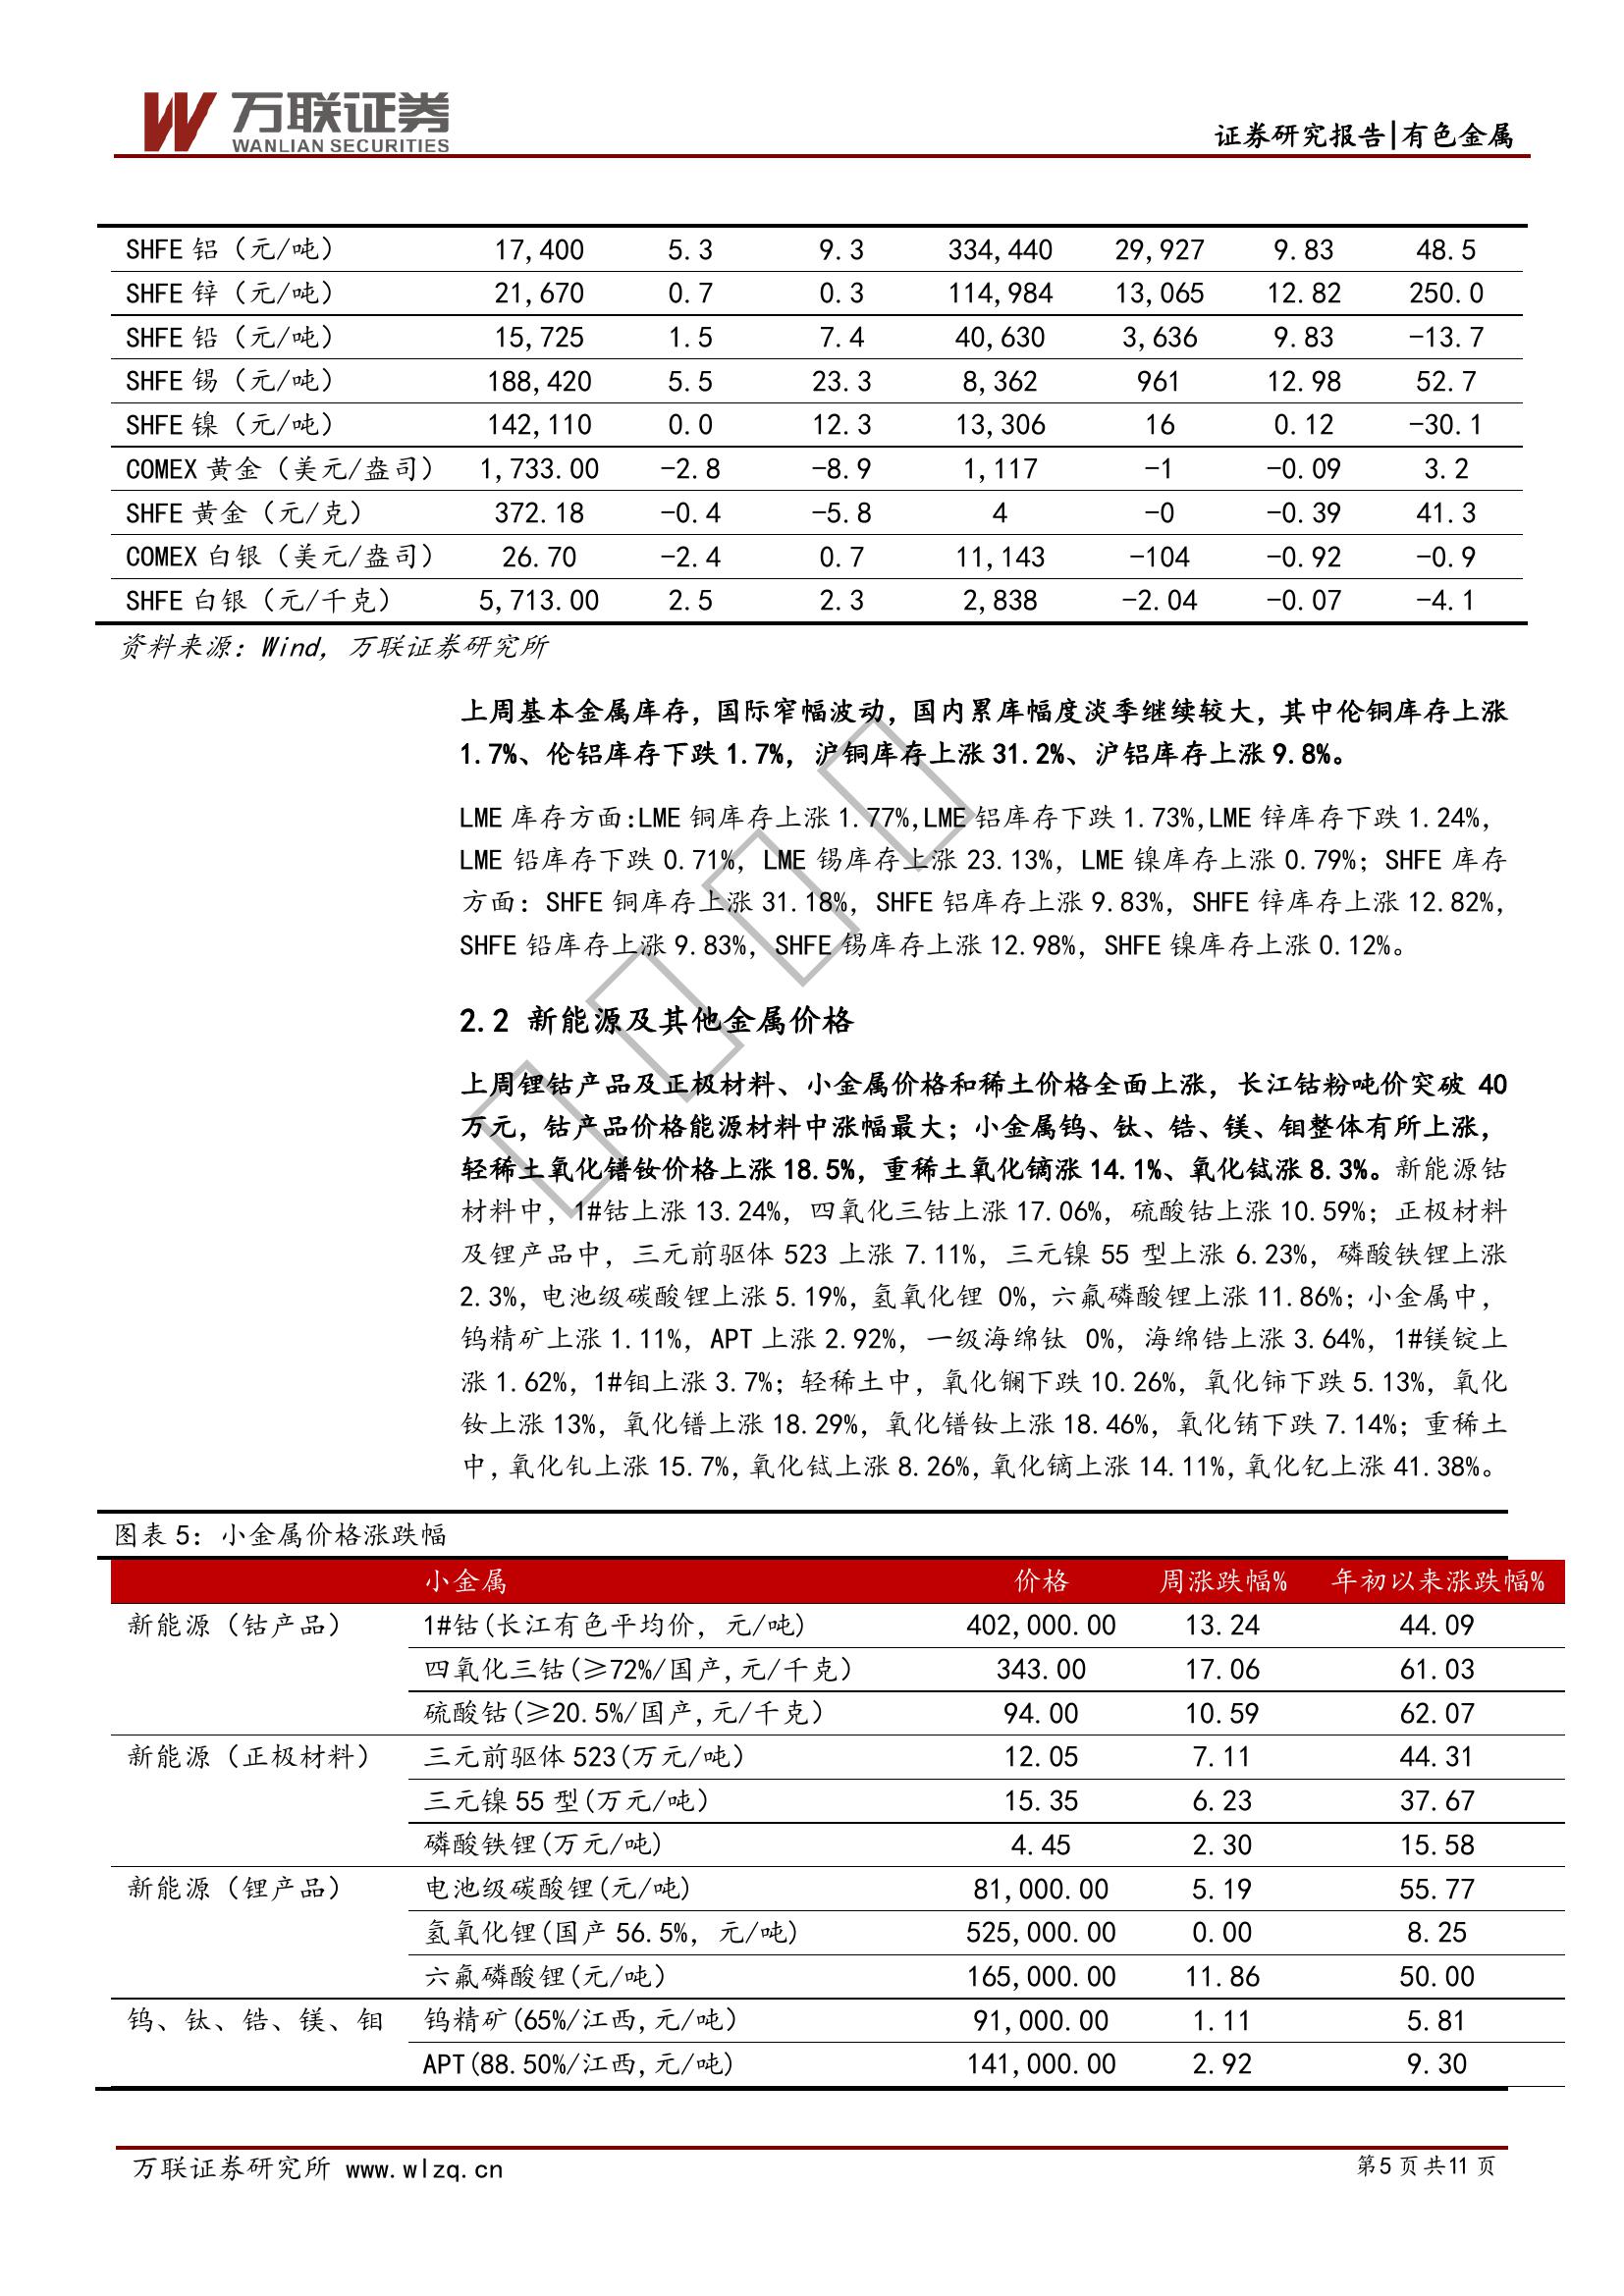 万联证券
WANLIAN SECURITIES
证券研究报告|有色金属
SHFE 铝（元/吨） 17,400 5.3 9.3 334,440 29,927 9.83 48.5
SHFE 锌（元/吨） 21,670 0.7 0.3 114,984 13,065 12.82 250.0
SHFE 铅（元/吨） 15,725 1.5 7.4 40,630 3,636 9.83 -13.7
SHFE 锡（元/吨） 188,420 5.5 23.3 8,362 961 12.98 52.7
SHFE 镍（元/吨） 142,110 0.0 12.3 13,306 16 0.12 -30.1
COMEX 黄金（美元/盎司） 1,733.00 -2.8 -8.9 1,117 -1 -0.09 3.2
SHFE 黄金（元/克） 372.18 -0.4 -5.8 4 -0 -0.39 41.3
COMEX 白银（美元/盎司） 26.70 -2.4 0.7 11,143 -104 -0.92 -0.9
SHFE 白银（元/千克） 5,713.00 2.5 2.3 2,838 -2.04 -0.07 -4.1
资料来源：Wind，万联证券研究所
上周基本金属库存，国际窄幅波动，国内累库幅度淡季继续较大，其中伦铜库存上涨
1.7%、伦铝库存下跌 1.7%，沪铜库存上涨 31.2%、沪铝库存上涨 9.8%。
LME 库存方面:LME 铜库存上涨 1.77%,LME 铝库存下跌 1.73%,LME 锌库存下跌 1.24%，
LME 铅库存下跌 0.71%，LME 锡库存上涨 23.13%，LME 镍库存上涨 0.79%；SHFE 库存
方面：SHFE 铜库存上涨 31.18%，SHFE 铝库存上涨 9.83%，SHFE 锌库存上涨 12.82%，
SHFE 铅库存上涨 9.83%，SHFE 锡库存上涨 12.98%，SHFE 镍库存上涨 0.12%。
2.2 新能源及其他金属价格
上周锂钴产品及正极材料、小金属价格和稀土价格全面上涨，长江钴粉吨价突破 40
万元，钴产品价格能源材料中涨幅最大；小金属钨、钛、锆、镁、钼整体有所上涨，
轻稀土氧化镨钕价格上涨 18.5%，重稀土氧化镝涨 14.1%、氧化铽涨 8.3%。新能源钴
材料中，1#钴上涨 13.24%，四氧化三钴上涨 17.06%，硫酸钴上涨 10.59%；正极材料
及锂产品中，三元前驱体 523 上涨 7.11%，三元镍 55 型上涨 6.23%，磷酸铁锂上涨
2.3%，电池级碳酸锂上涨 5.19%，氢氧化锂 0%，六氟磷酸锂上涨 11.86%；小金属中，
钨精矿上涨 1.11%，APT 上涨 2.92%，一级海绵钛 0%，海绵锆上涨 3.64%，1#镁锭上
涨 1.62%，1#钼上涨 3.7%；轻稀土中，氧化镧下跌 10.26%，氧化铈下跌 5.13%，氧化
钕上涨 13%，氧化镨上涨 18.29%，氧化镨钕上涨 18.46%，氧化铕下跌 7.14%；重稀土
中，氧化钆上涨 15.7%，氧化铽上涨 8.26%，氧化镝上涨 14.11%，氧化钇上涨 41.38%。
图表 5：小金属价格涨跌幅
小金属 价格 周涨跌幅% 年初以来涨跌幅%
新能源（钴产品） 1#钴(长江有色平均价，元/吨) 402,000.00 13.24 44.09
四氧化三钴(≥72%/国产,元/千克) 343.00 17.06 61.03
硫酸钴(≥20.5%/国产,元/千克) 94.00 10.59 62.07
新能源（正极材料） 三元前驱体 523(万元/吨) 12.05 7.11 44.31
三元镍 55 型(万元/吨) 15.35 6.23 37.67
磷酸铁锂(万元/吨) 4.45 2.30 15.58
新能源（锂产品） 电池级碳酸锂(元/吨) 81,000.00 5.19 55.77
氢氧化锂(国产 56.5%，元/吨) 525,000.00 0.00 8.25
六氟磷酸锂(元/吨) 165,000.00 11.86 50.00
钨、钛、锆、镁、钼 钨精矿(65%/江西,元/吨) 91,000.00 1.11 5.81
APT(88.50%/江西,元/吨) 141,000.00 2.92 9.30
万联证券研究所 www.wlzq.cn
第 5 页 共 11 页